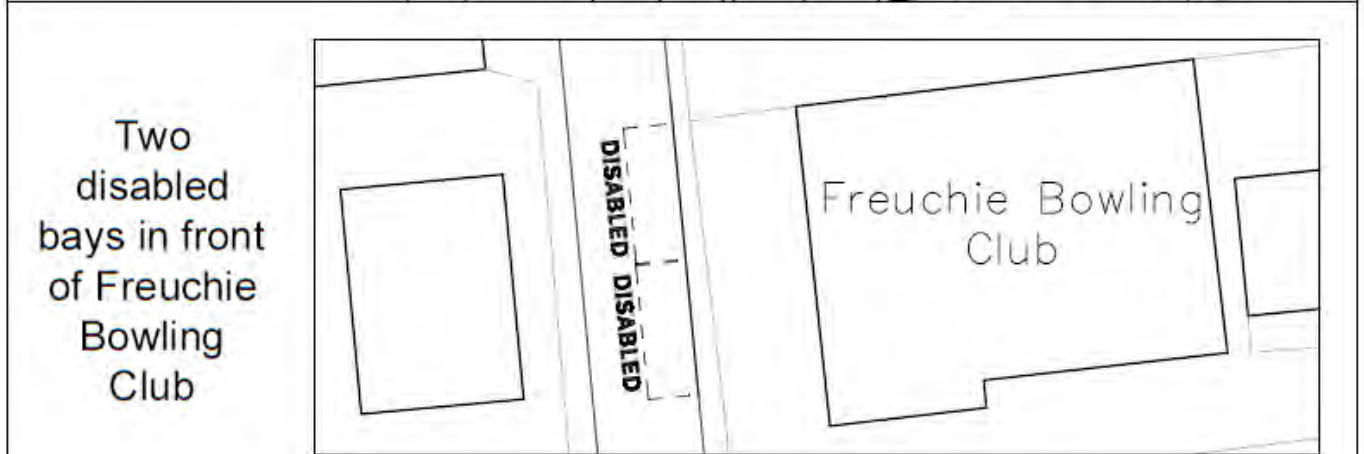 Two
disabled
bays in front
of Freuchie
Bowling
Club
DISABLED
DISABLED
Freuchie Bowling
Club